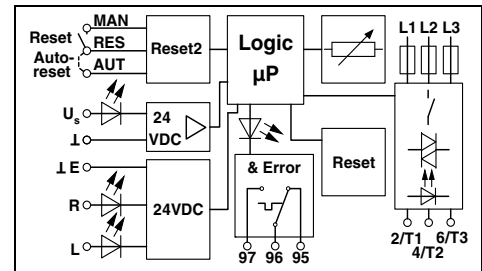 MAN
Reset
RES
Auto-
reset
AUT
Reset2
Logic
µP
L1 L2 L3
Us
⊥
24
VDC
⊥ E
R
L
24VDC
& Error
97 96 95
Reset
2/T1 6/T3
4/T2